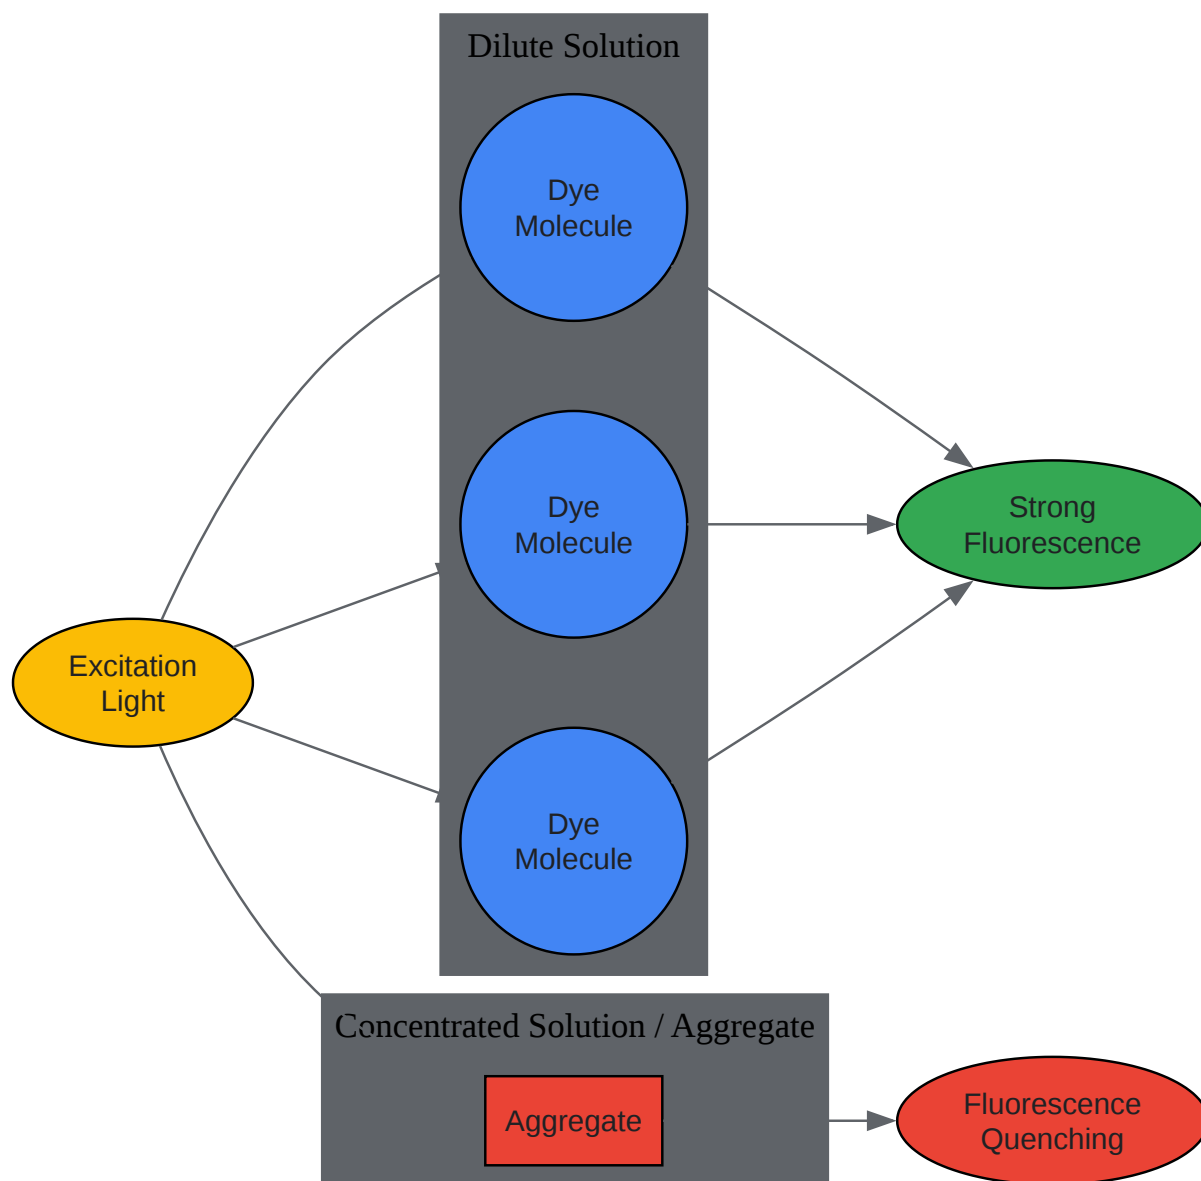 Dilute Solution
Dye
Molecule
Dye
Molecule
Strong
Fluorescence
Excitation
Light
Dye
Molecule
Concentrated Solution / Aggregate
Aggregate
Fluorescence
Quenching